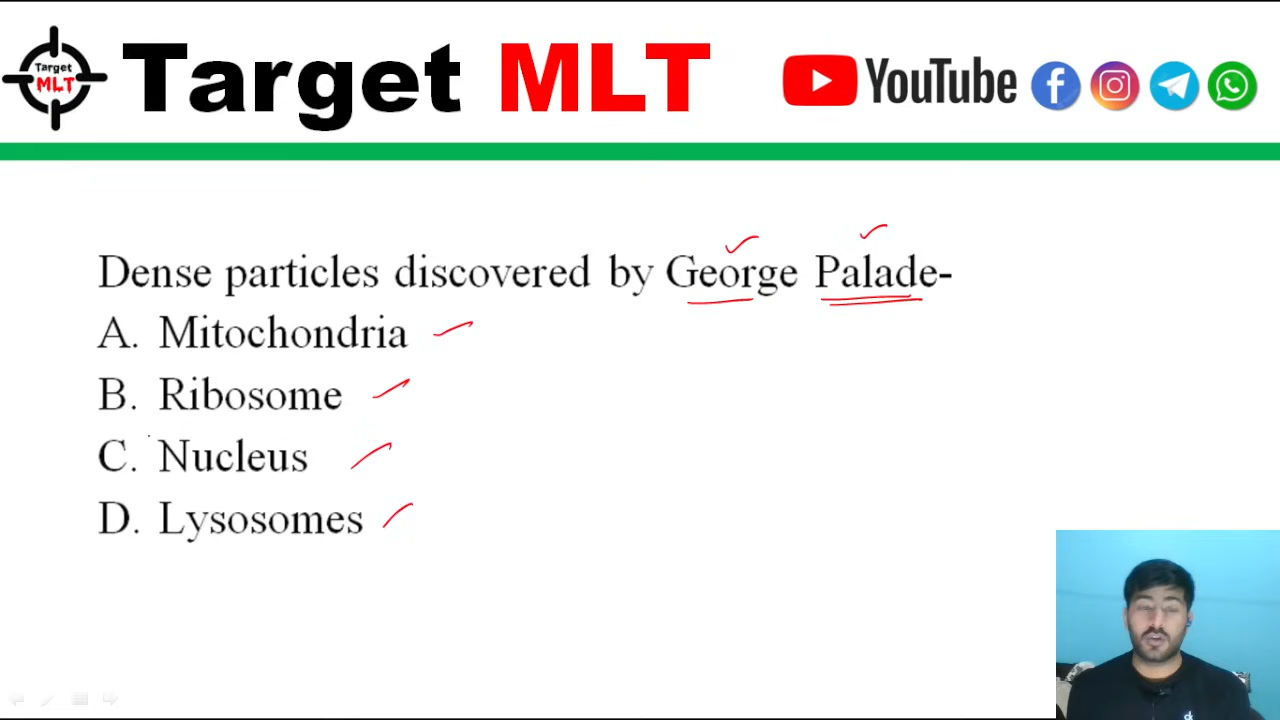 Target MLT
Target MLT
YouTube
Dense particles discovered by George Palade-
A. Mitochondria
B. Ribosome
C. Nucleus
D. Lysosomes